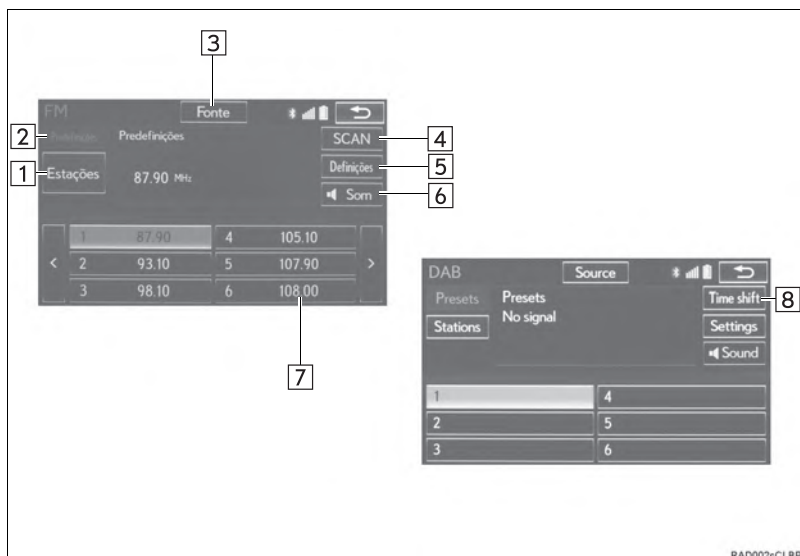 3
FM Fonte
2 Predefinições Predefinições SCAN 4
1 Estações 87.90 MHz Definições 5
Som 6
1 87.90 4 105.10
< 2 93.10 5 107.90 >
3 98.10 6 108.00
7
DAB Source
Presets Presets Time shift 8
Stations No signal Settings
Sound
1 4
2 5
3 6